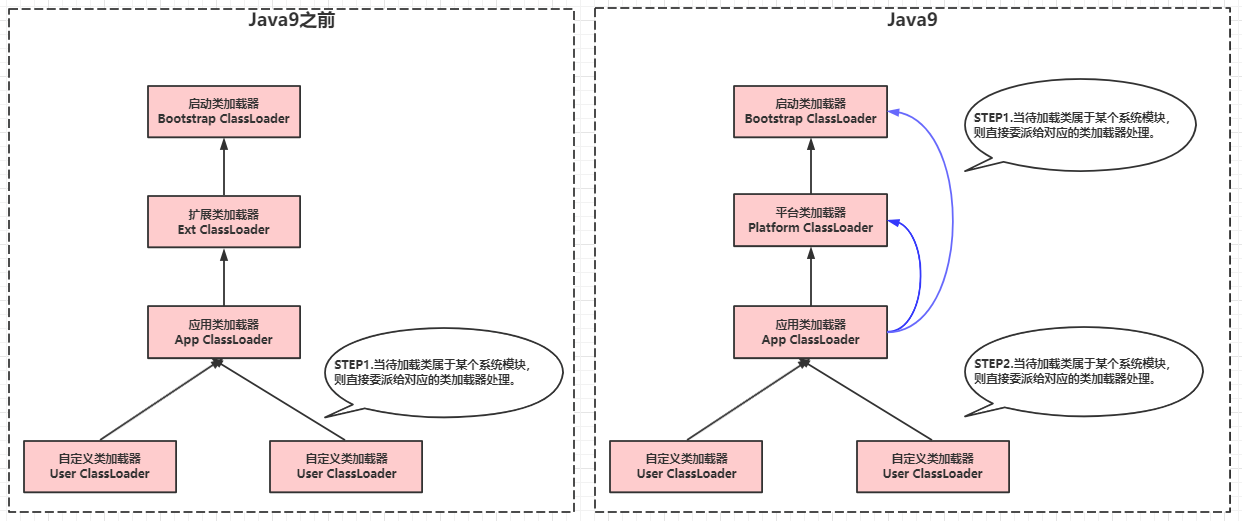 Java9之前
启动类加载器
Bootstrap ClassLoader
扩展类加载器
Ext ClassLoader
应用类加载器
App ClassLoader
STEP1.当待加载类属于某个系统模块,
则直接委派给对应的类加载器处理。
自定义类加载器
User ClassLoader
自定义类加载器
User ClassLoader
Java9
启动类加载器
Bootstrap ClassLoader
STEP1.当待加载类属于某个系统模块,
则直接委派给对应的类加载器处理。
平台类加载器
Platform ClassLoader
应用类加载器
App ClassLoader
STEP2.当待加载类属于某个系统模块,
则直接委派给对应的类加载器处理。
自定义类加载器
User ClassLoader
自定义类加载器
User ClassLoader